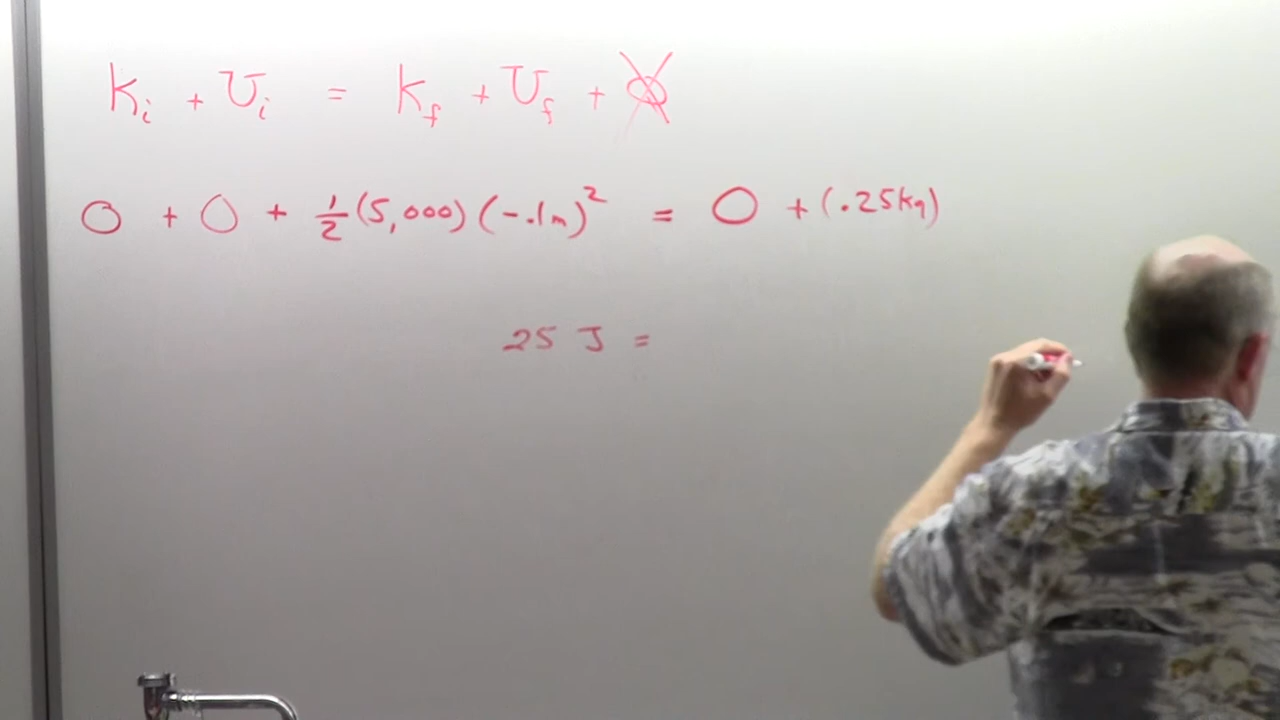 Ki + Ui = Kf + Uf +
0 + 0 + 1/2 (5,000) (-.1m)² = 0 + (.25kg)
25 J =